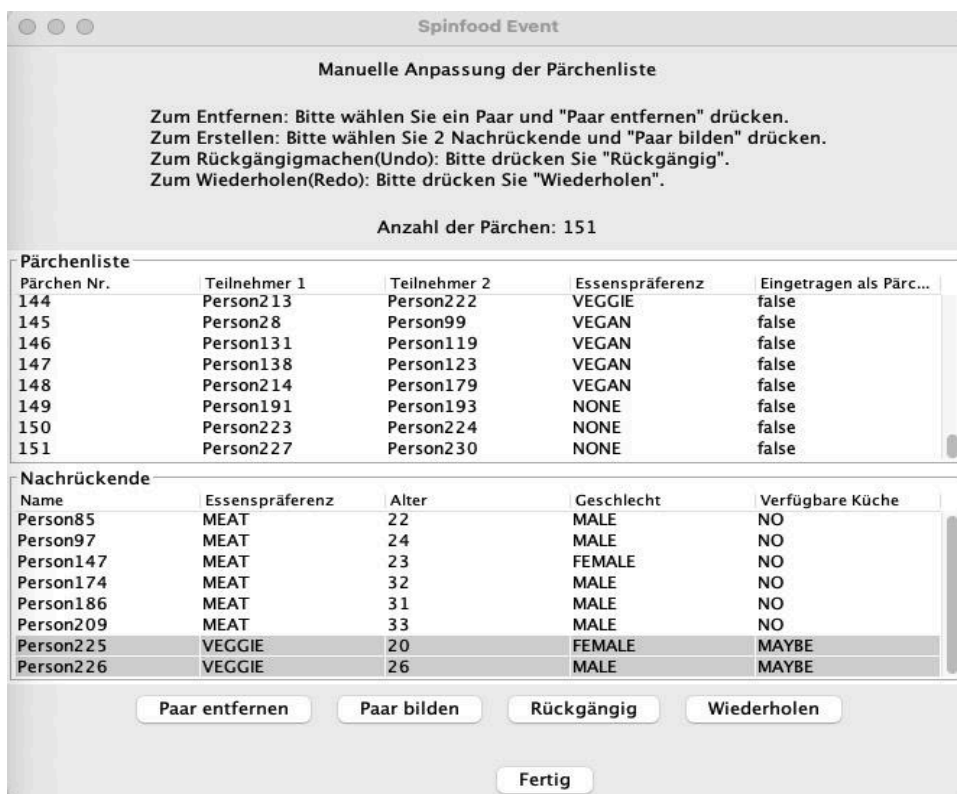 Spinfood Event
Manuelle Anpassung der Pärchenliste
Zum Entfernen: Bitte wählen Sie ein Paar und "Paar entfernen" drücken.
Zum Erstellen: Bitte wählen Sie 2 Nachrückende und "Paar bilden" drücken.
Zum Rückgängigmachen(Undo): Bitte drücken Sie "Rückgängig".
Zum Wiederholen(Redo): Bitte drücken Sie "Wiederholen".
Anzahl der Pärchen: 151
Pärchenliste
Pärchen Nr. Teilnehmer 1 Teilnehmer 2 Essenspräferenz Eingetragen als Pärc...
144 Person213 Person222 VEGGIE false
145 Person28 Person99 VEGAN false
146 Person131 Person119 VEGAN false
147 Person138 Person123 VEGAN false
148 Person214 Person179 VEGAN false
149 Person191 Person193 NONE false
150 Person223 Person224 NONE false
151 Person227 Person230 NONE false
Nachrückende
Name Essenspräferenz Alter Geschlecht Verfügbare Küche
Person85 MEAT 22 MALE NO
Person97 MEAT 24 MALE NO
Person147 MEAT 23 FEMALE NO
Person174 MEAT 32 MALE NO
Person186 MEAT 31 MALE NO
Person209 MEAT 33 MALE NO
Person225 VEGGIE 20 FEMALE MAYBE
Person226 VEGGIE 26 MALE MAYBE
Paar entfernen Paar bilden Rückgängig Wiederholen
Fertig